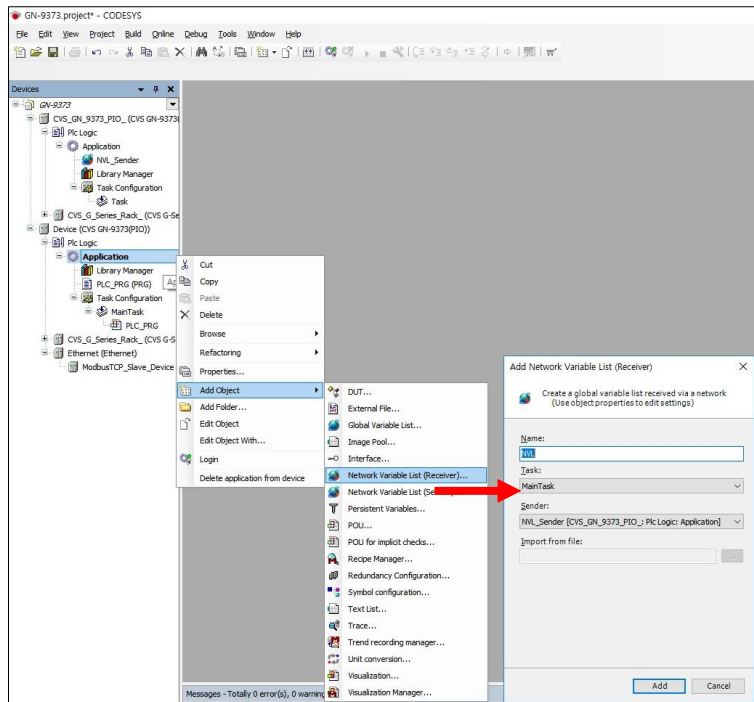 GN-9373.project* - CODESYS
File Edit View Project Build Online Debug Tools Window Help
Devices
GN-9373
CVS_GN_9373_PIO_ (CVS GN-9373(
Plc Logic
Application
NVL_Sender
Library Manager
Task Configuration
Task
CVS_G_Series_Rack_ (CVS G-Se
Device (CVS GN-9373(PIO))
Plc Logic
Application
Library Manager
PLC_PRG (PRG)
Ap
Task Configuration
MainTask
PLC_PRG
CVS_G_Series_Rack_ (CVS G-S
Ethernet (Ethernet)
ModbusTCP_Slave_Device
Cut
Copy
Paste
Delete
Browse
Refactoring
Properties...
Add Object
Add Folder...
Edit Object
Edit Object With...
Login
Delete application from device
DUT...
External File...
Global Variable List...
Image Pool...
Interface...
Network Variable List (Receiver)...
Network Variable List (Se
Persistent Variables...
POU...
POU for implicit checks...
Recipe Manager...
Redundancy Configuration...
Symbol configuration...
Text List...
Trace...
Trend recording manager...
Unit conversion...
Visualization...
Visualization Manager...
Add Network Variable List (Receiver)
Create a global variable list received via a network
(Use object properties to edit settings)
Name:
NVL
Task:
MainTask
Sender:
NVL_Sender [CVS_GN_9373_PIO_: Plc Logic: Application]
Import from file:
...
Add Cancel
Messages - Totally 0 error(s), 0 warning